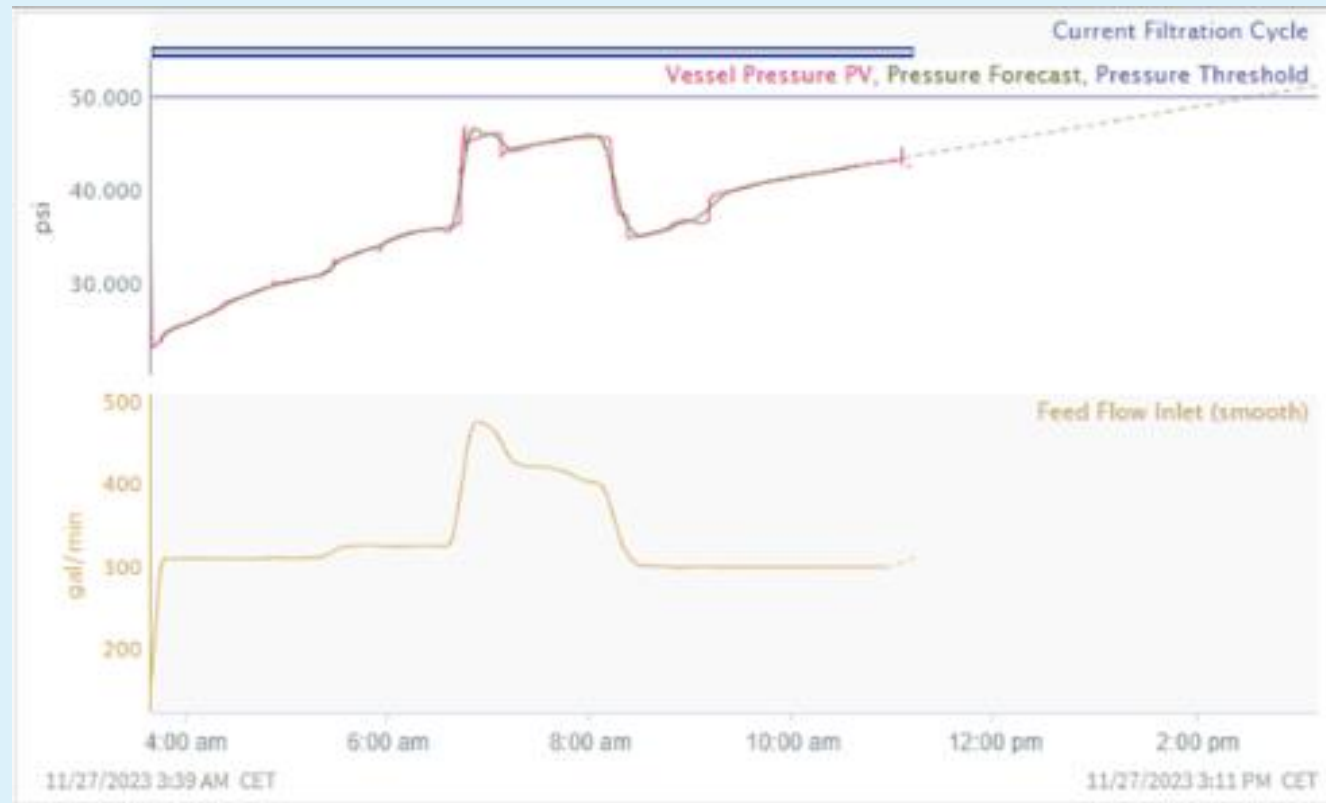 Current Filtration Cycle
Vessel Pressure PV, Pressure Forecast, Pressure Threshold
50.000
40.000
30.000
psi
500
Feed Flow Inlet (smooth)
400
300
200
gal/min
4:00 am 6:00 am 8:00 am 10:00 am 12:00 pm 2:00 pm
11/27/2023 3:39 AM CET 11/27/2023 3:11 PM CET